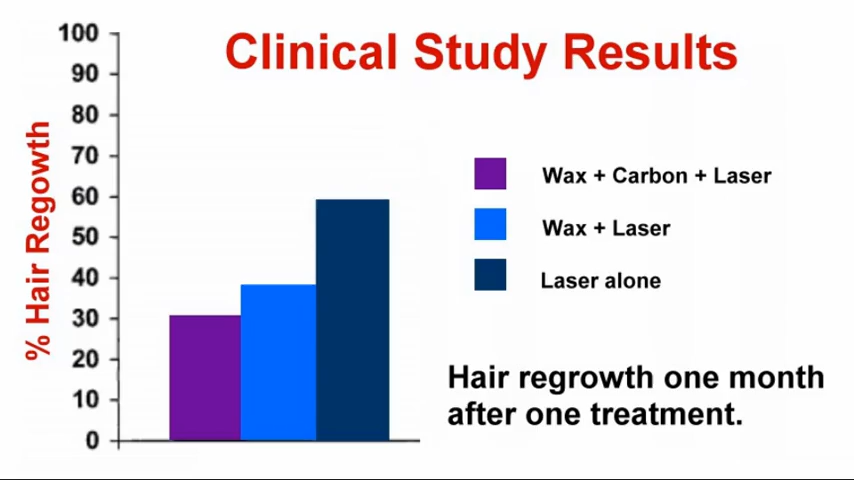 Clinical Study Results
100
90
80
70
60
50
40
30
20
10
0
% Hair Regowth
Wax + Carbon + Laser
Wax + Laser
Laser alone
Hair regrowth one month
after one treatment.